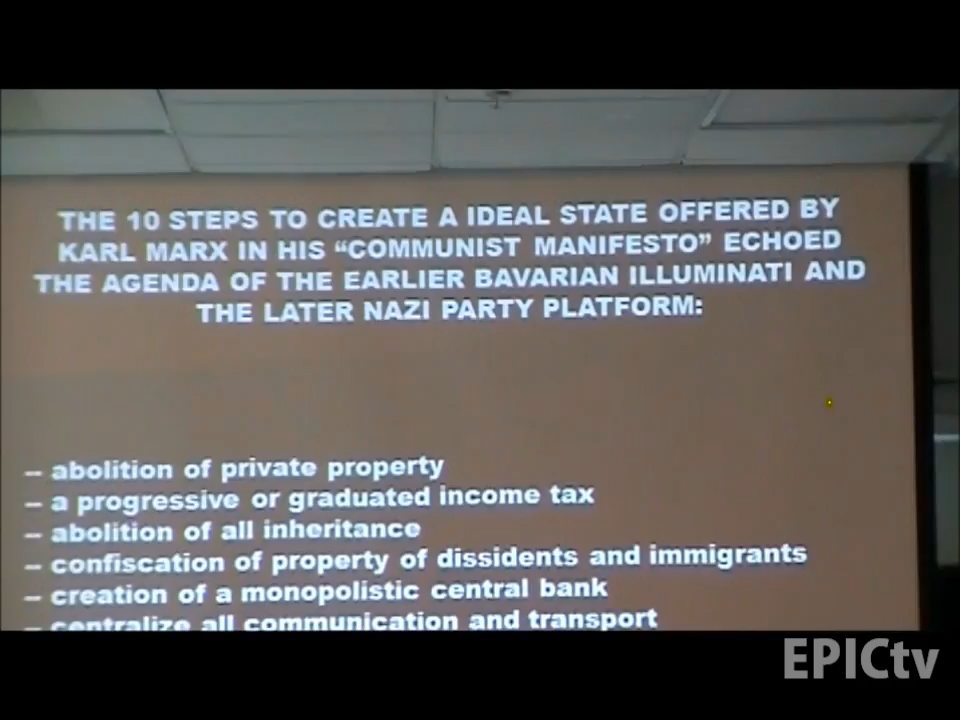 THE 10 STEPS TO CREATE A IDEAL STATE OFFERED BY
KARL MARX IN HIS “COMMUNIST MANIFESTO” ECHOED
THE AGENDA OF THE EARLIER BAVARIAN ILLUMINATI AND
THE LATER NAZI PARTY PLATFORM:
– abolition of private property
– a progressive or graduated income tax
– abolition of all inheritance
– confiscation of property of dissidents and immigrants
– creation of a monopolistic central bank
– centralize all communication and transport
EPICtv